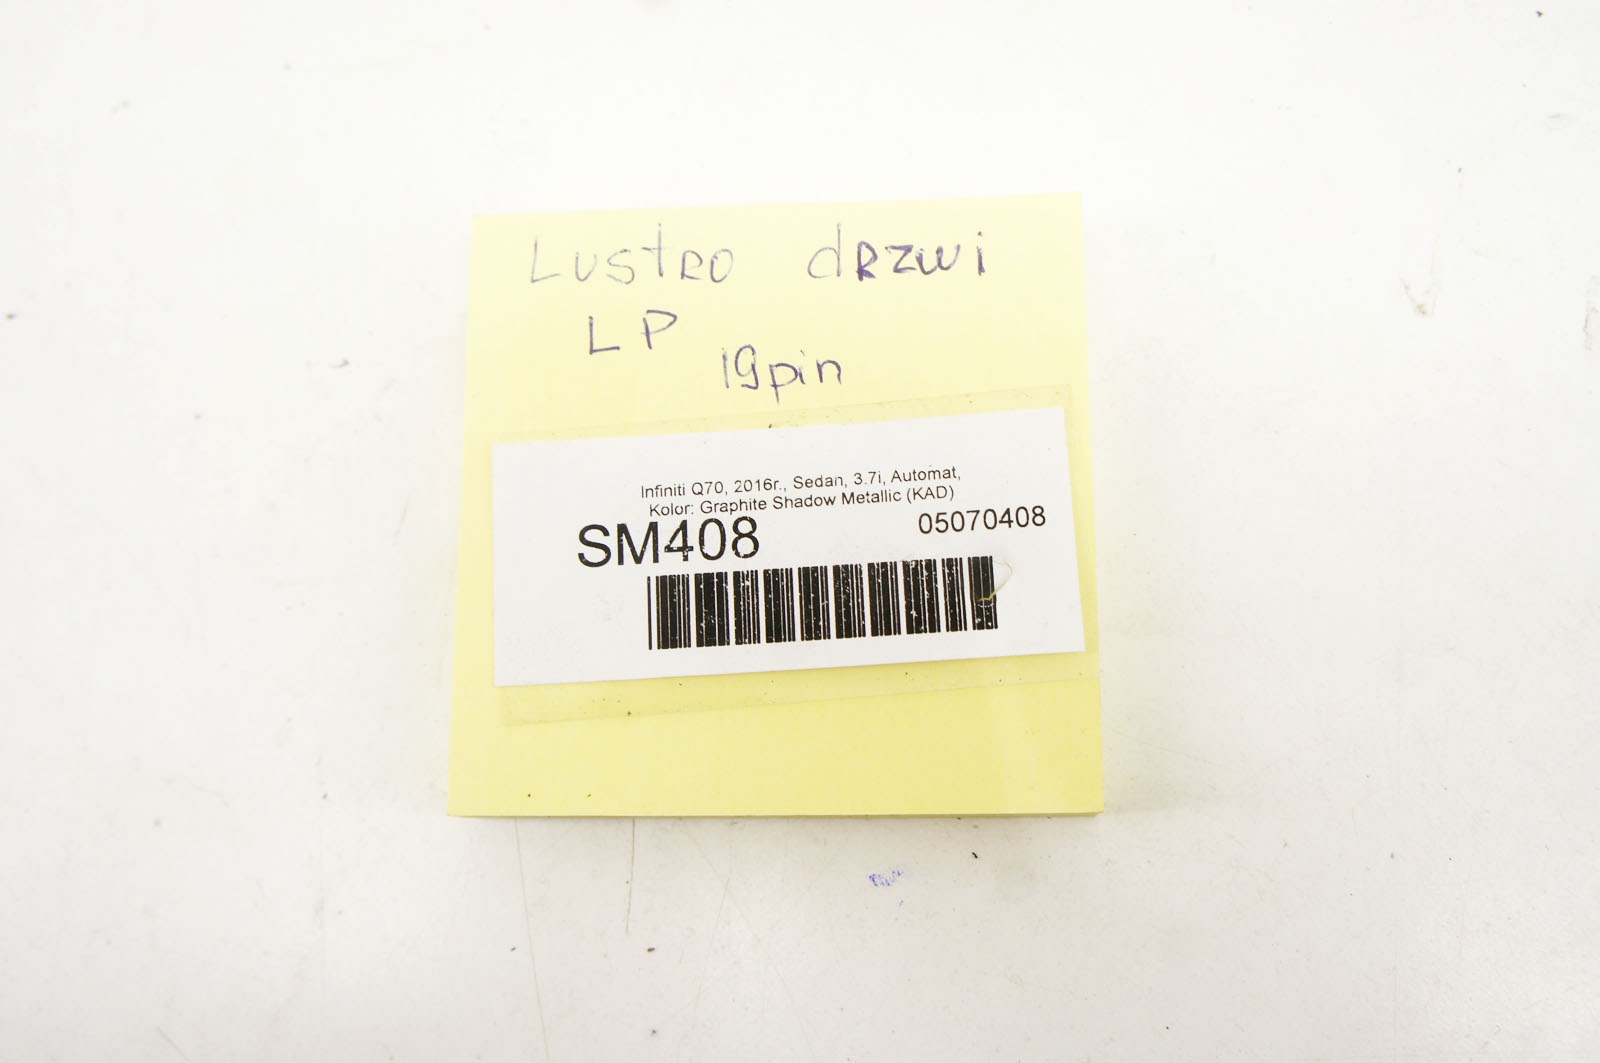 Lustro drzwi
LP
19pin
Infiniti Q70, 2016r., Sedan, 3.7i, Automat,
Kolor: Graphite Shadow Metallic (KAD)
SM408
05070408